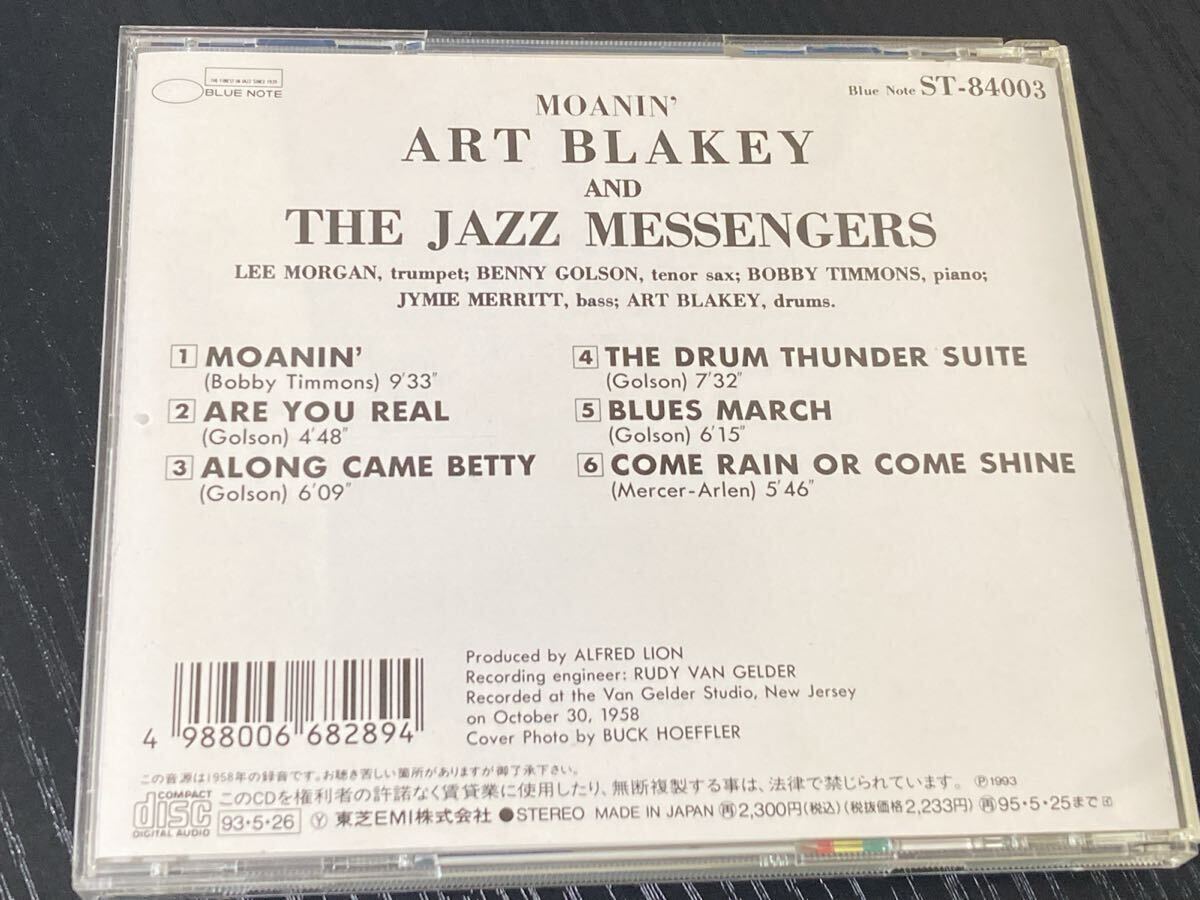 THE FINEST IN JAZZ SINCE 1939
BLUE NOTE
Blue Note ST-84003
MOANIN'
ART BLAKEY
AND
THE JAZZ MESSENGERS
LEE MORGAN, trumpet; BENNY GOLSON, tenor sax; BOBBY TIMMONS, piano;
JYMIE MERRITT, bass; ART BLAKEY, drums.
1 MOANIN'
(Bobby Timmons) 9'33"
2 ARE YOU REAL
(Golson) 4'48"
3 ALONG CAME BETTY
(Golson) 6'09"
4 THE DRUM THUNDER SUITE
(Golson) 7'32"
5 BLUES MARCH
(Golson) 6'15"
6 COME RAIN OR COME SHINE
(Mercer-Arlen) 5'46"
4 988006 682894
Produced by ALFRED LION
Recording engineer: RUDY VAN GELDER
Recorded at the Van Gelder Studio, New Jersey
on October 30, 1958
Cover Photo by BUCK HOEFFLER
この音源は1958年の録音です。お聴き苦しい箇所がありますが御了承下さい。
COMPACT disc DIGITAL AUDIO
このCDを権利者の許諾なく賃貸業に使用したり、無断複製する事は、法律で禁じられています。 Ⓟ1993
93・5・26 Ⓨ 東芝EMI株式会社 ●STEREO MADE IN JAPAN ㊢2,300円(税込)(税抜価格2,233円) ㊢95・5・25まで